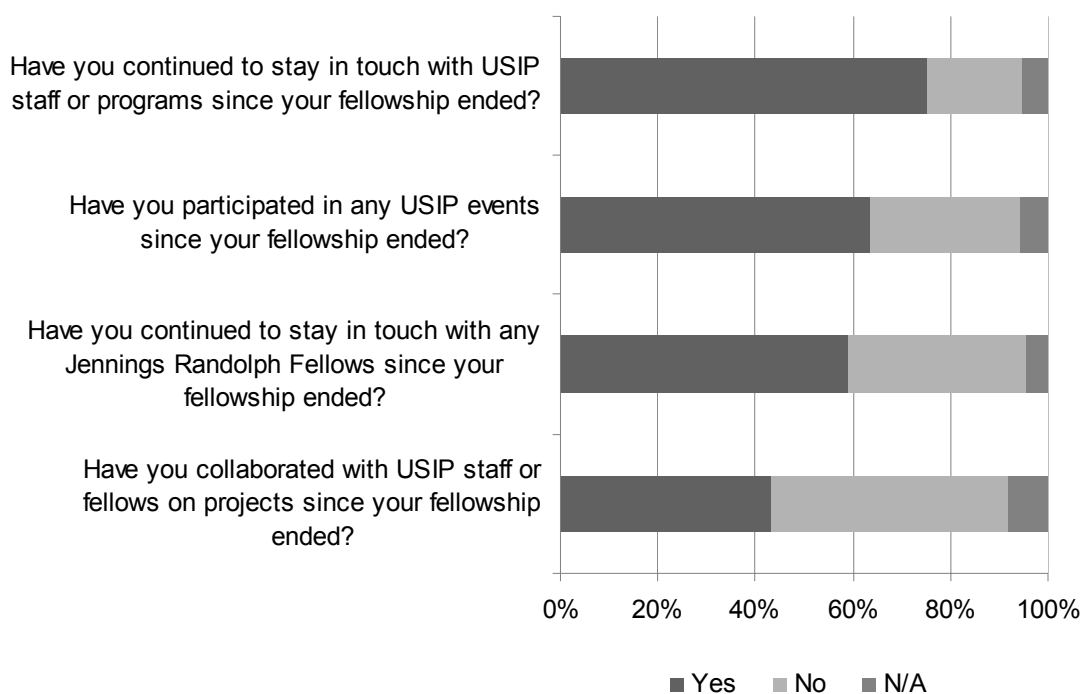 Have you continued to stay in touch with USIP
staff or programs since your fellowship ended?
Have you participated in any USIP events
since your fellowship ended?
Have you continued to stay in touch with any
Jennings Randolph Fellows since your
fellowship ended?
Have you collaborated with USIP staff or
fellows on projects since your fellowship
ended?
0% 20% 40% 60% 80% 100%
Yes No N/A